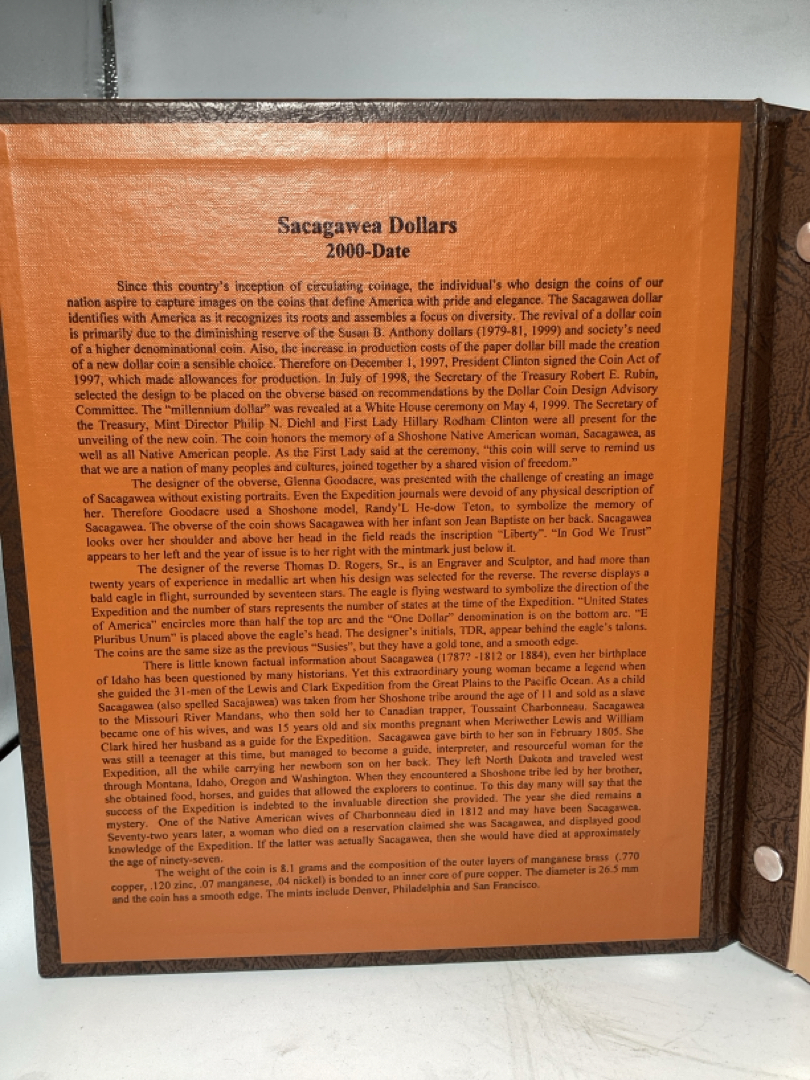 Sacagawea Dollars
2000-Date
Since this country's inception of circulating coinage, the individual's who design the coins of our
nation aspire to capture images on the coins that define America with pride and elegance. The Sacagawea dollar
identifies with America as it recognizes its roots and assembles a focus on diversity. The revival of a dollar coin
is primarily due to the diminishing reserve of the Susan B. Anthony dollars (1979-81, 1999) and society's need
of a higher denominational coin. Also, the increase in production costs of the paper dollar bill made the creation
of a new dollar coin a sensible choice. Therefore on December 1, 1997, President Clinton signed the Coin Act of
1997, which made allowances for production. In July of 1998, the Secretary of the Treasury Robert E. Rubin,
selected the design to be placed on the obverse based on recommendations by the Dollar Coin Design Advisory
Committee. The "millennium dollar" was revealed at a White House ceremony on May 4, 1999. The Secretary of
the Treasury, Mint Director Philip N. Diehl and First Lady Hillary Rodham Clinton were all present for the
unveiling of the new coin. The coin honors the memory of a Shoshone Native American woman, Sacagawea, as
well as all Native American people. As the First Lady said at the ceremony, "this coin will serve to remind us
that we are a nation of many peoples and cultures, joined together by a shared vision of freedom."
The designer of the obverse, Glenna Goodacre, was presented with the challenge of creating an image
of Sacagawea without existing portraits. Even the Expedition journals were devoid of any physical description of
her. Therefore Goodacre used a Shoshone model, Randy'L He-dow Teton, to symbolize the memory of
Sacagawea. The obverse of the coin shows Sacagawea with her infant son Jean Baptiste on her back. Sacagawea
looks over her shoulder and above her head in the field reads the inscription "Liberty". "In God We Trust"
appears to her left and the year of issue is to her right with the mintmark just below it.
The designer of the reverse Thomas D. Rogers, Sr., is an Engraver and Sculptor, and had more than
twenty years of experience in medallic art when his design was selected for the reverse. The reverse displays a
bald eagle in flight, surrounded by seventeen stars. The eagle is flying westward to symbolize the direction of the
Expedition and the number of stars represents the number of states at the time of the Expedition. "United States
of America" encircles more than half the top arc and the "One Dollar" denomination is on the bottom arc. "E
Pluribus Unum" is placed above the eagle's head. The designer's initials, TDR, appear behind the eagle's talons.
The coins are the same size as the previous "Susies", but they have a gold tone, and a smooth edge.
There is little known factual information about Sacagawea (1787? -1812 or 1884), even her birthplace
of Idaho has been questioned by many historians. Yet this extraordinary young woman became a legend when
she guided the 31-men of the Lewis and Clark Expedition from the Great Plains to the Pacific Ocean. As a child
Sacagawea (also spelled Sacajawea) was taken from her Shoshone tribe around the age of 11 and sold as a slave
to the Missouri River Mandans, who then sold her to Canadian trapper, Toussaint Charbonneau. Sacagawea
became one of his wives, and was 15 years old and six months pregnant when Meriwether Lewis and William
Clark hired her husband as a guide for the Expedition. Sacagawea gave birth to her son in February 1805. She
was still a teenager at this time, but managed to become a guide, interpreter, and resourceful woman for the
Expedition, all the while carrying her newborn son on her back. They left North Dakota and traveled west
through Montana, Idaho, Oregon and Washington. When they encountered a Shoshone tribe led by her brother,
she obtained food, horses, and guides that allowed the explorers to continue. To this day many will say that the
success of the Expedition is indebted to the invaluable direction she provided. The year she died remains a
mystery. One of the Native American wives of Charbonneau died in 1812 and may have been Sacagawea.
Seventy-two years later, a woman who died on a reservation claimed she was Sacagawea, and displayed good
knowledge of the Expedition. If the latter was actually Sacagawea, then she would have died at approximately
the age of ninety-seven.
The weight of the coin is 8.1 grams and the composition of the outer layers of manganese brass (.770
copper, .120 zinc, .07 manganese, .04 nickel) is bonded to an inner core of pure copper. The diameter is 26.5 mm
and the coin has a smooth edge. The mints include Denver, Philadelphia and San Francisco.